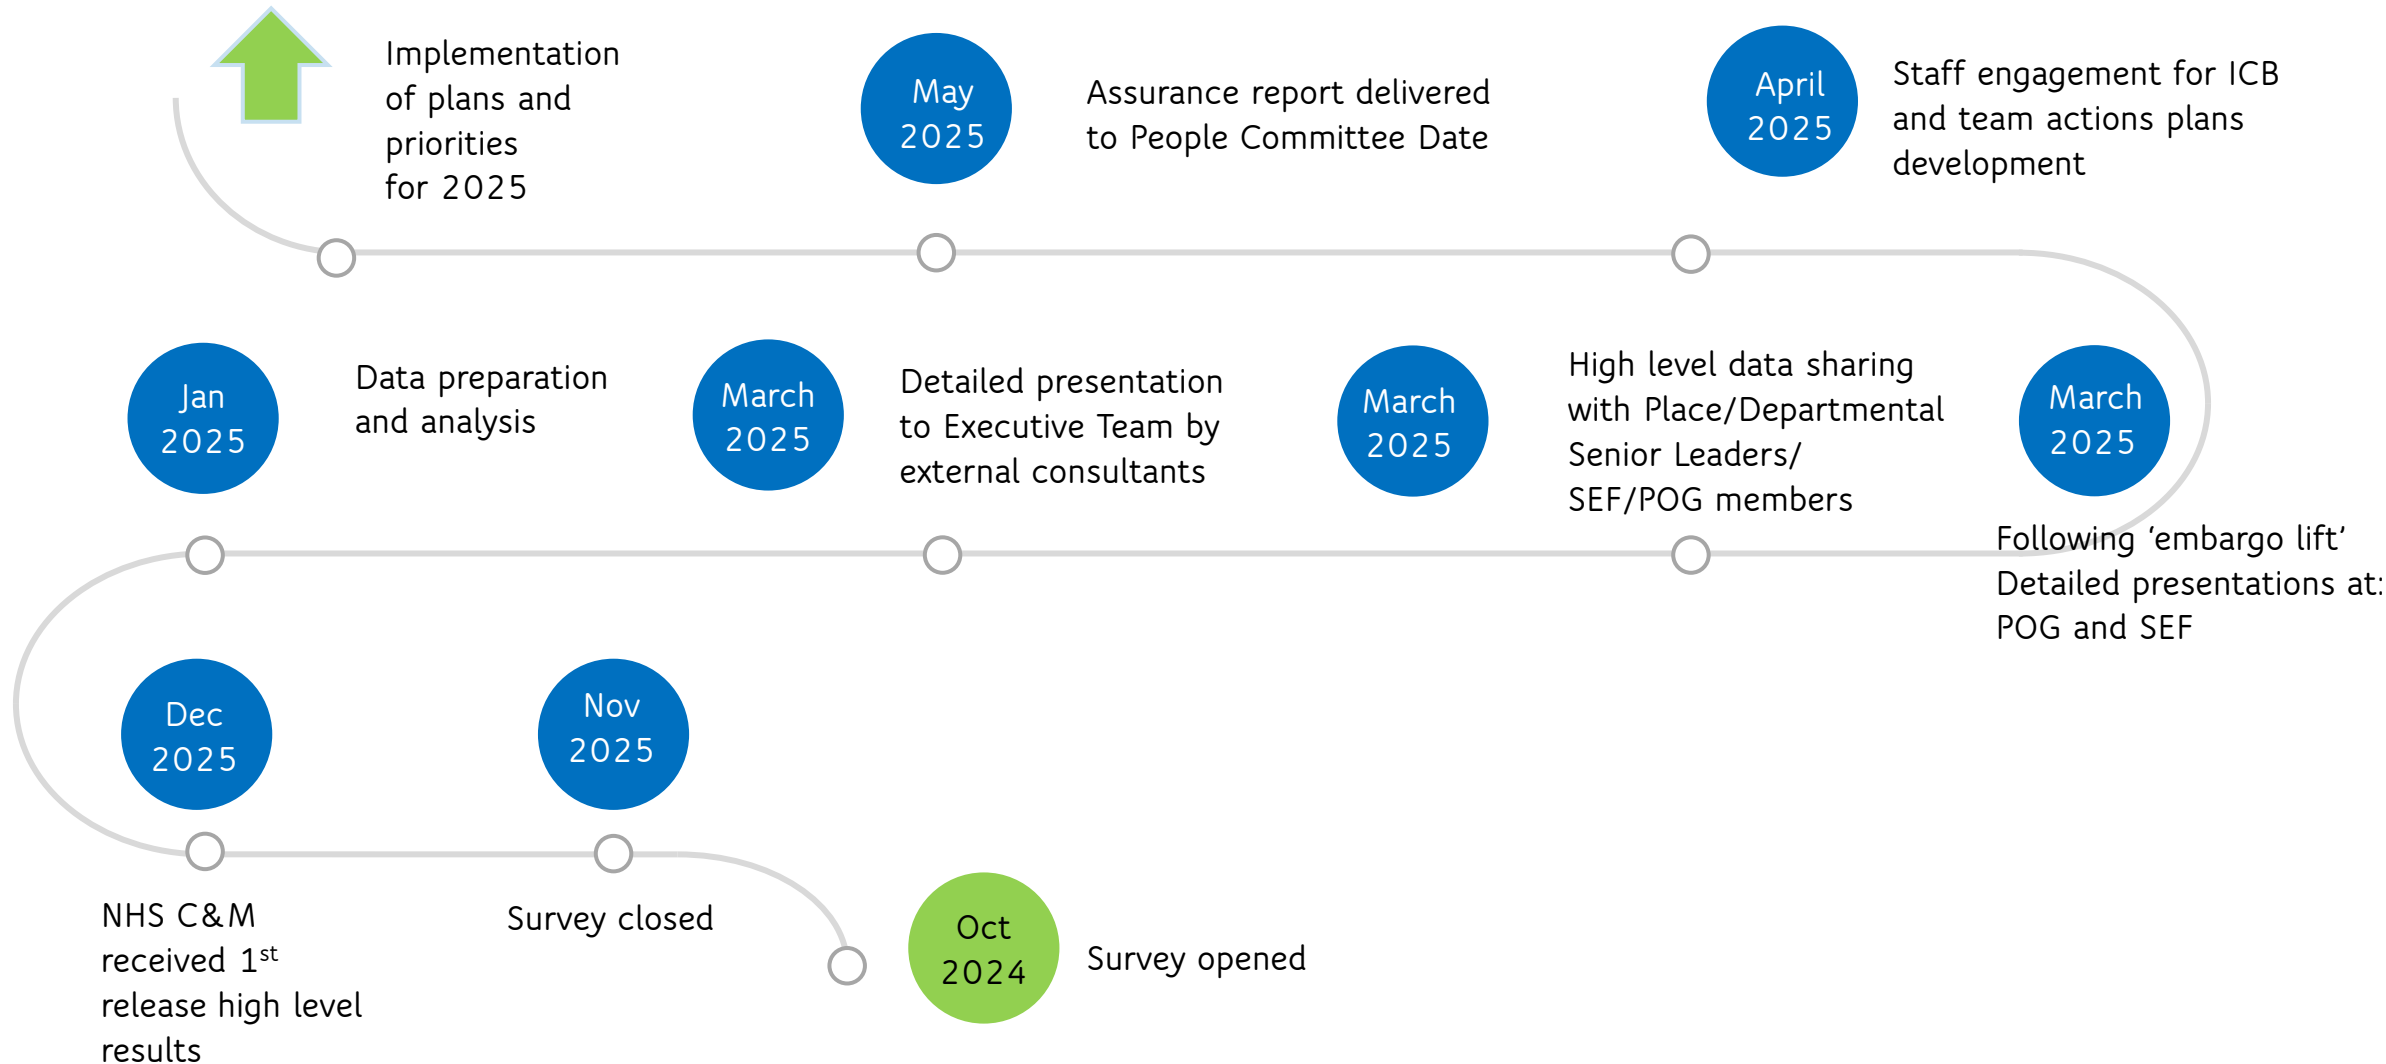 Implementation
of plans and
priorities
for 2025
May
2025
Assurance report delivered
to People Committee Date
April
2025
Staff engagement for ICB
and team actions plans
development
Jan
2025
Data preparation
and analysis
March
2025
Detailed presentation
to Executive Team by
external consultants
March
2025
High level data sharing
with Place/Departmental
Senior Leaders/
SEF/POG members
March
2025
Following ‘embargo lift’
Detailed presentations at:
POG and SEF
Dec
2025
NHS C&M
received 1st
release high level
results
Nov
2025
Survey closed
Oct
2024
Survey opened